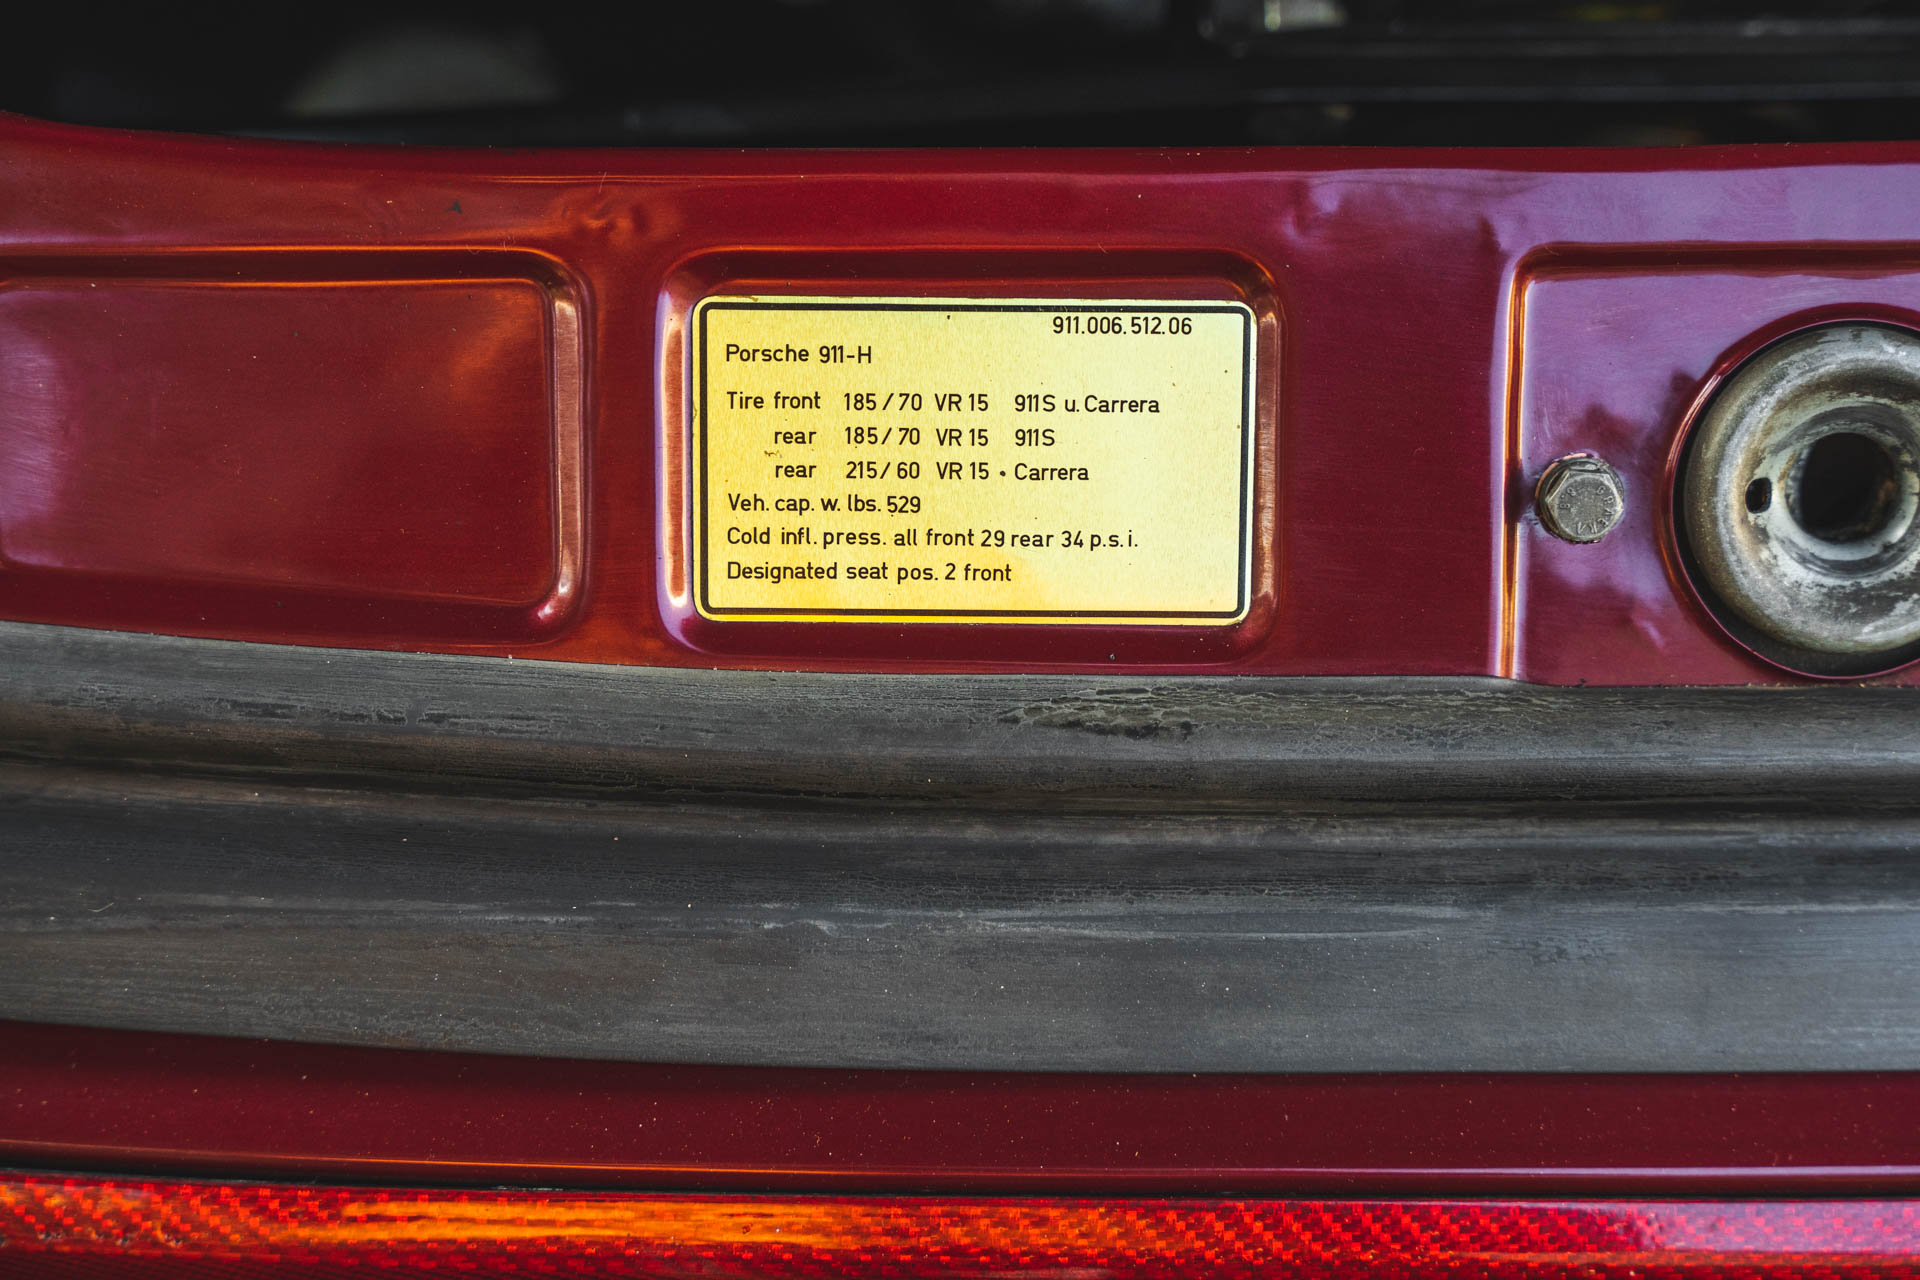 911.006.512.06
Porsche 911-H
Tire front 185/70 VR 15 911S u. Carrera
rear 185/70 VR 15 911S
rear 215/60 VR 15 • Carrera
Veh. cap. w. lbs. 529
Cold infl. press. all front 29 rear 34 p.s.i.
Designated seat pos. 2 front